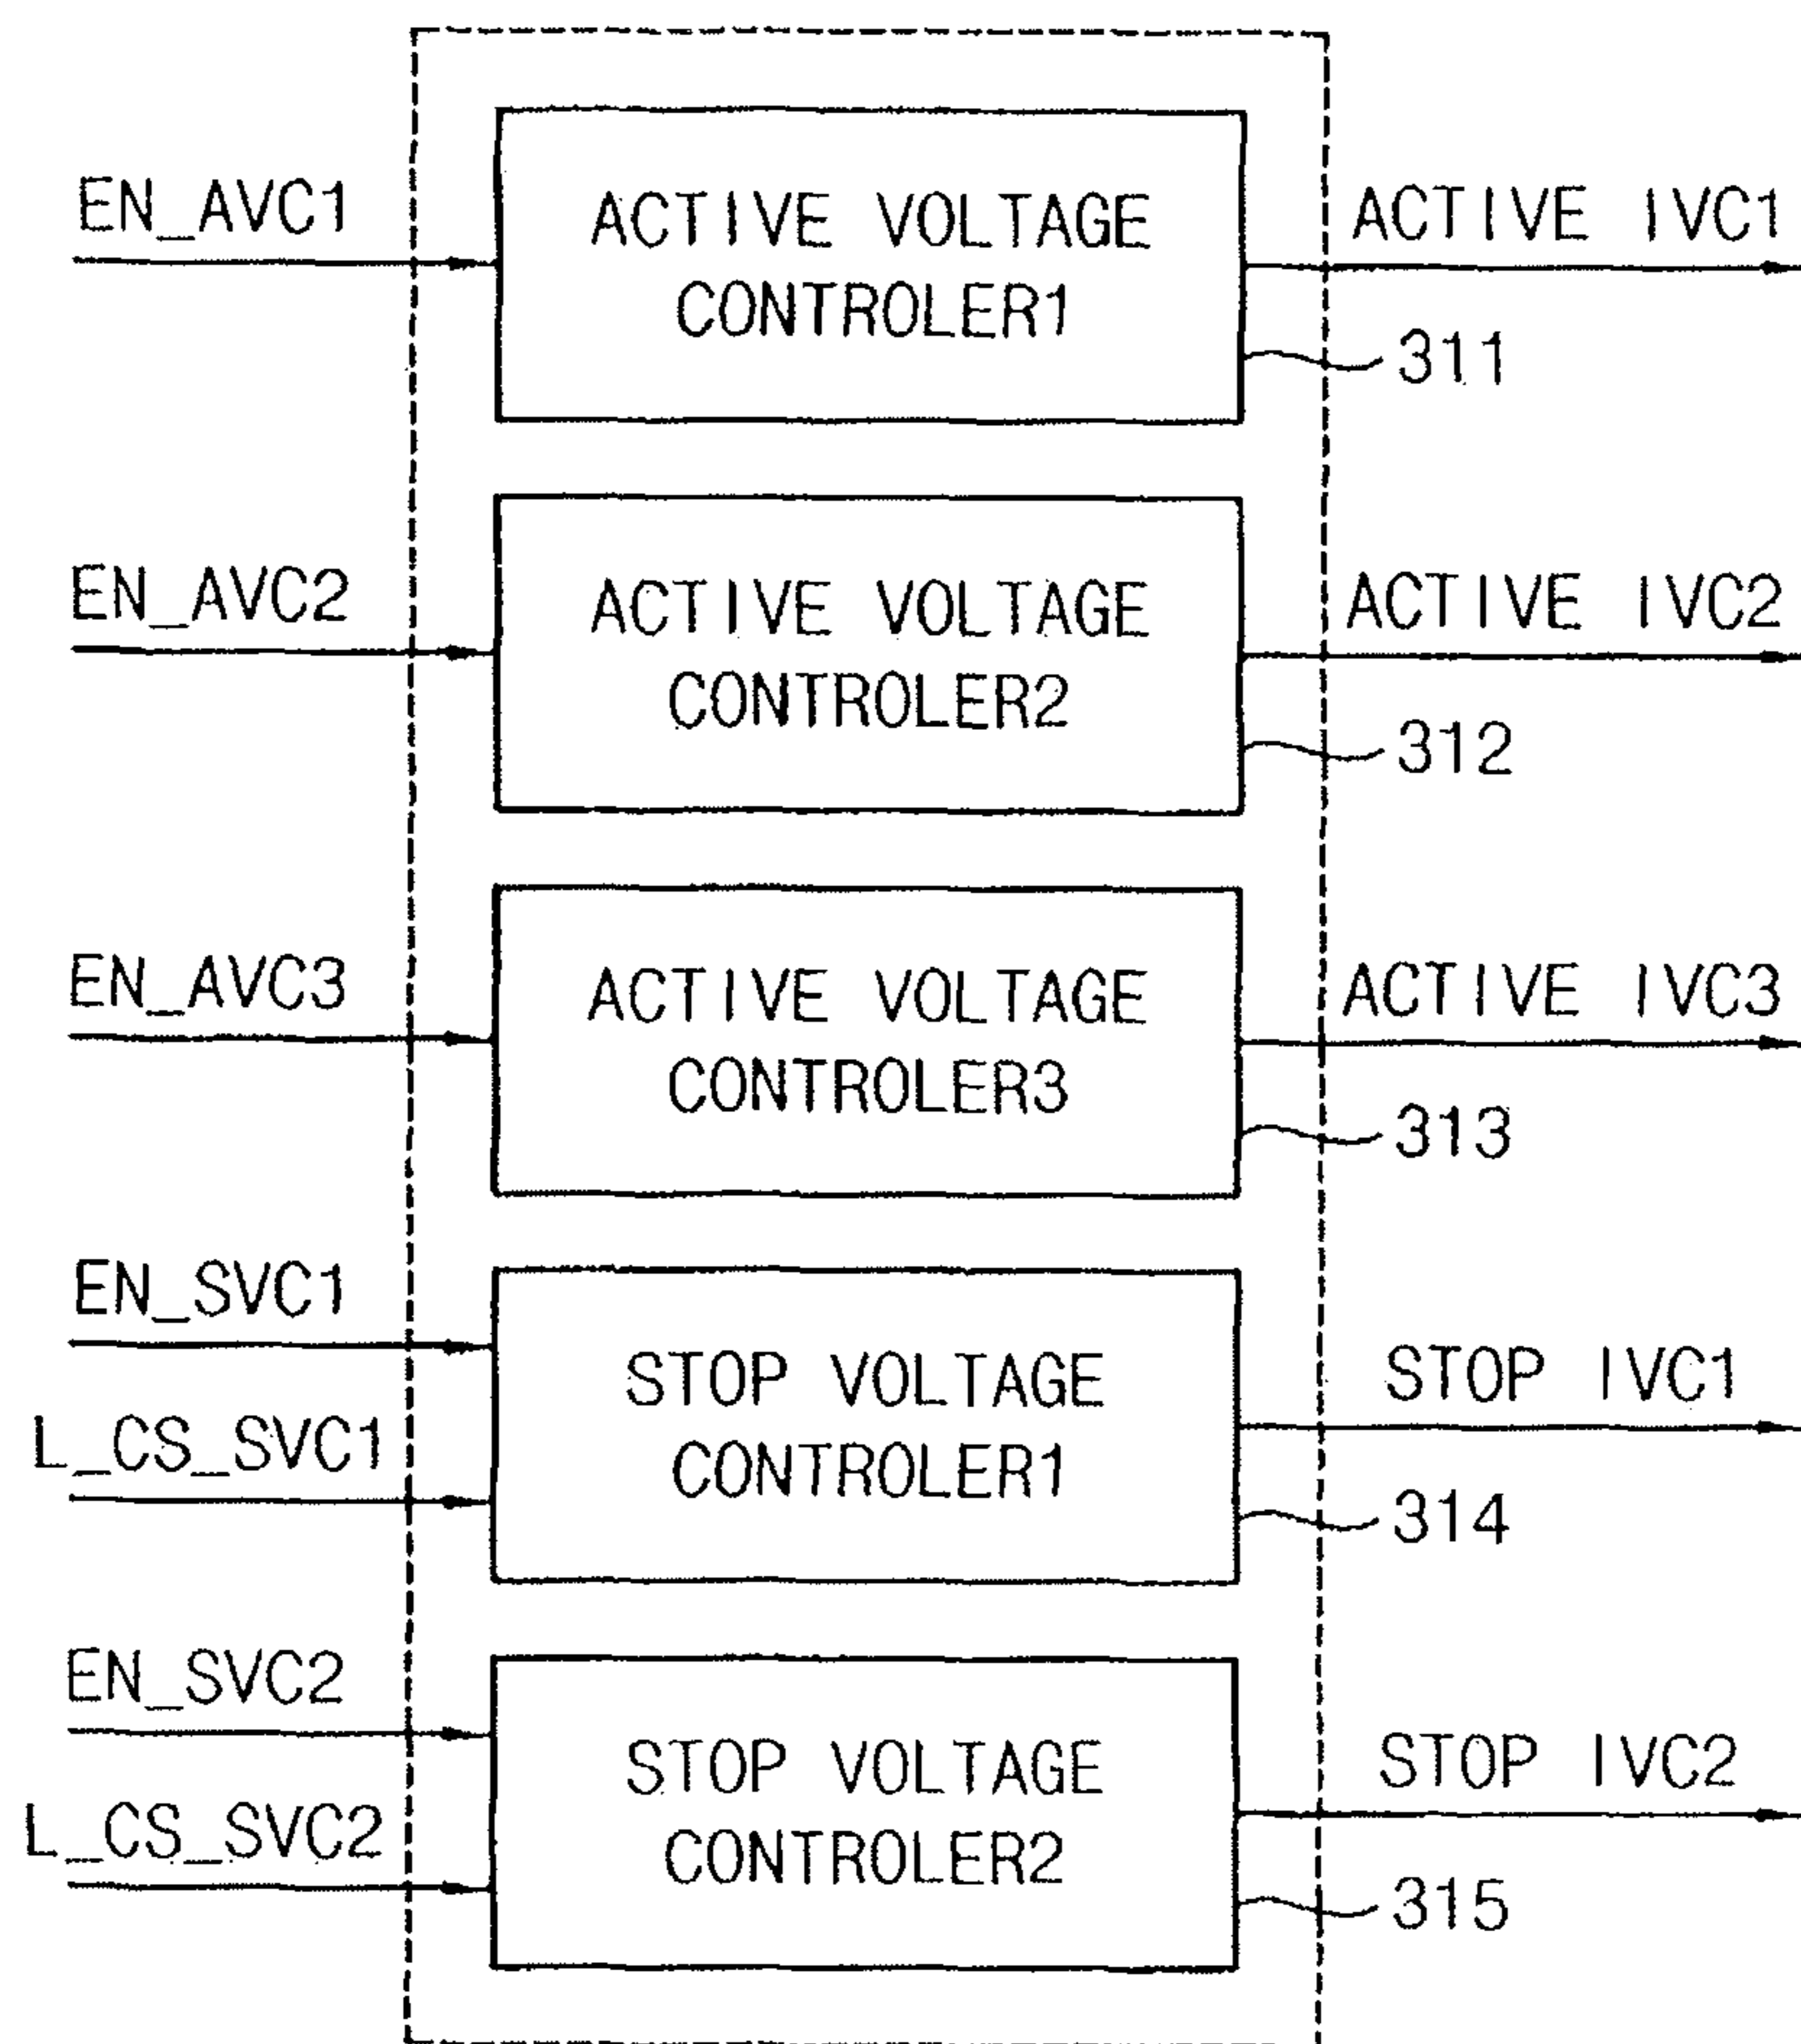 EN_AVC1
ACTIVE VOLTAGE
CONTROLER1
ACTIVE IVC1
311
EN_AVC2
ACTIVE VOLTAGE
CONTROLER2
ACTIVE IVC2
312
EN_AVC3
ACTIVE VOLTAGE
CONTROLER3
ACTIVE IVC3
313
EN_SVC1
L_CS_SVC1
STOP VOLTAGE
CONTROLER1
STOP IVC1
314
EN_SVC2
L_CS_SVC2
STOP VOLTAGE
CONTROLER2
STOP IVC2
315